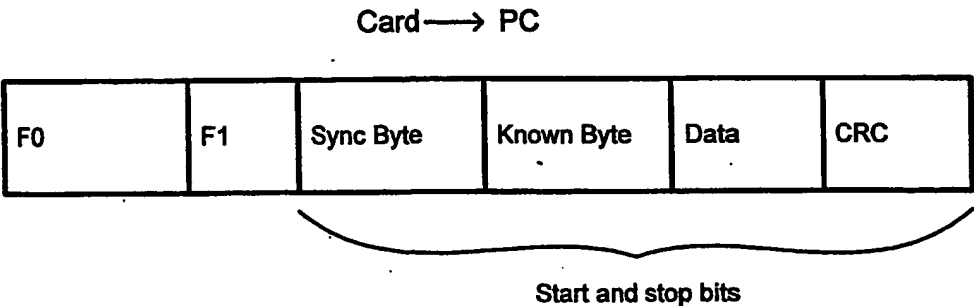 Card → PC
F0 F1 Sync Byte Known Byte Data CRC
Start and stop bits